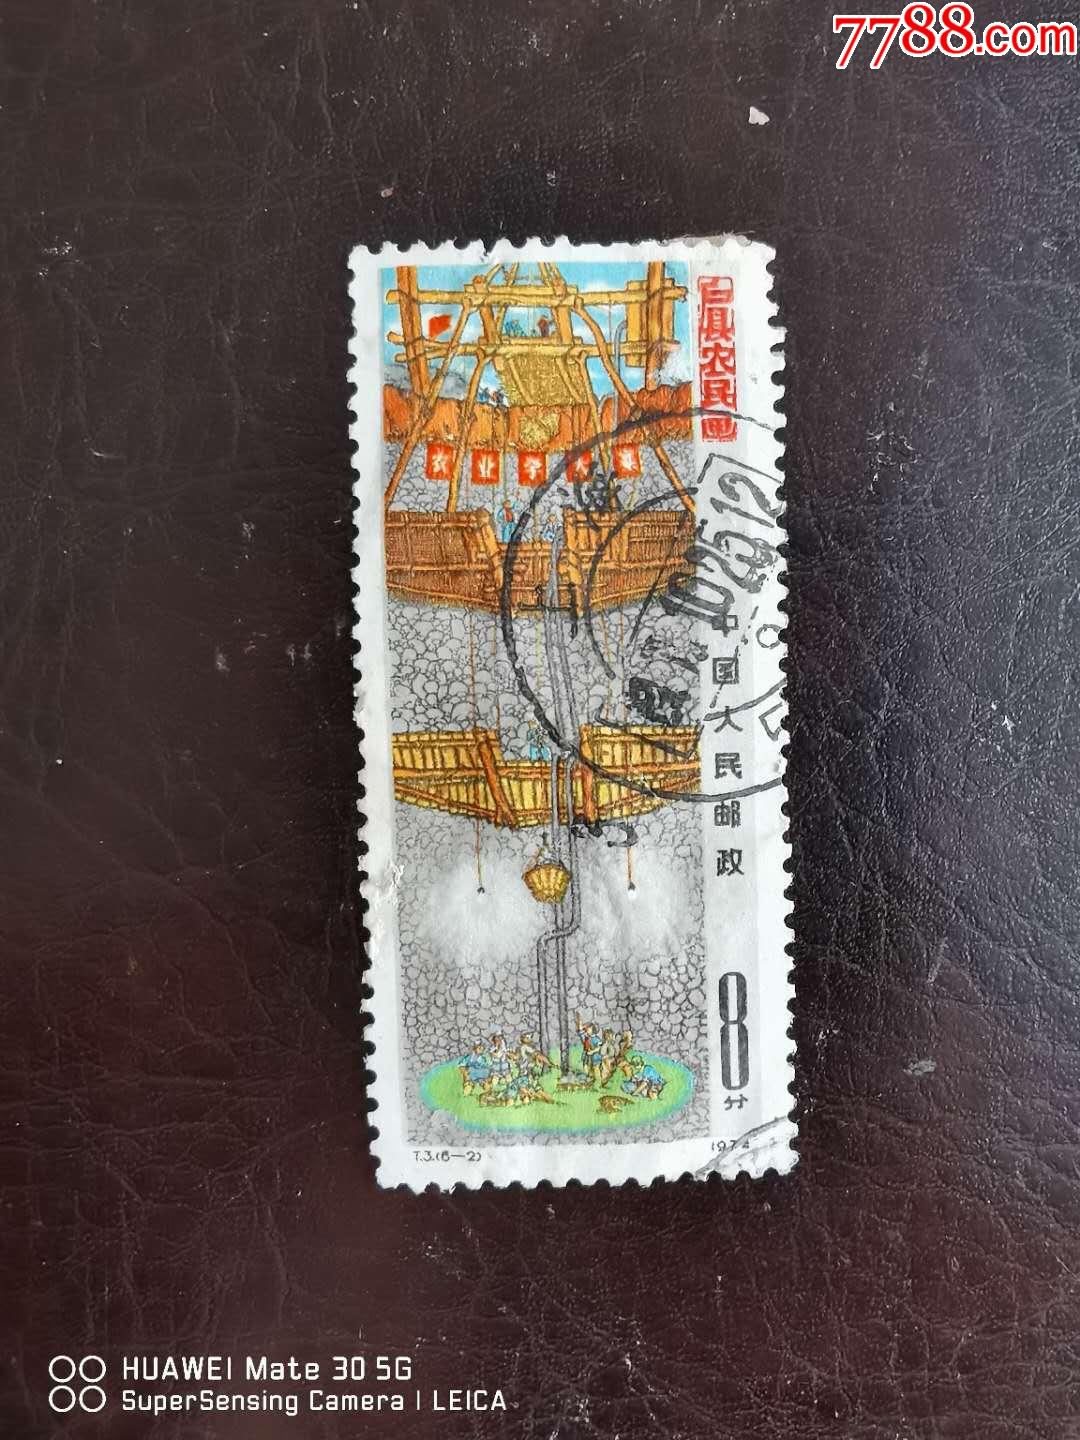 7788.com
户县农民画
农业学大寨
中国人民邮政
8
分
T.3.(6—2)
1974
HUAWEI Mate 30 5G
SuperSensing Camera | LEICA